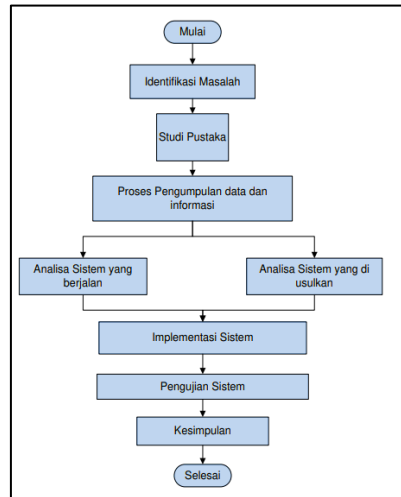 Mulai
Identifikasi Masalah
Studi Pustaka
Proses Pengumpulan data dan
informasi
Analisa Sistem yang
berjalan
Analisa Sistem yang di
usulkan
Implementasi Sistem
Pengujian Sistem
Kesimpulan
Selesai